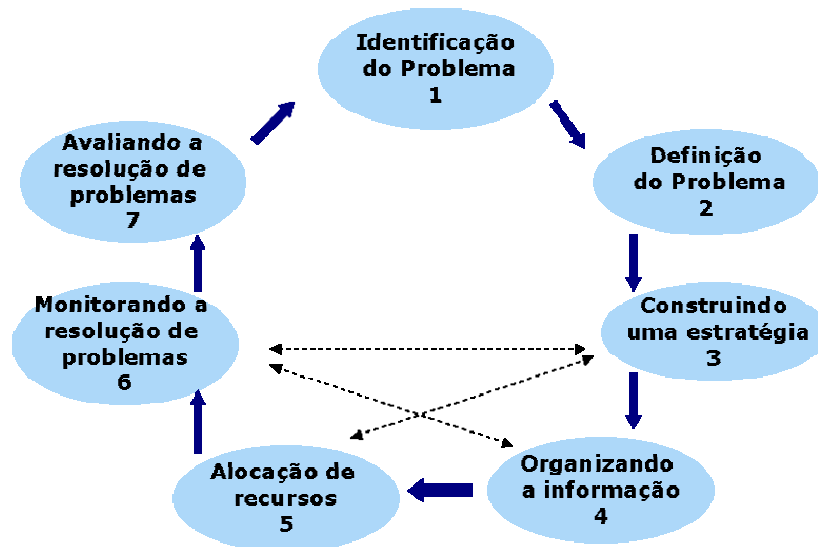 Identificação
do Problema
1
Definição
do Problema
2
Construindo
uma estratégia
3
Organizando
a informação
4
Alocação de
recursos
5
Monitorando a
resolução de
problemas
6
Avaliando a
resolução de
problemas
7